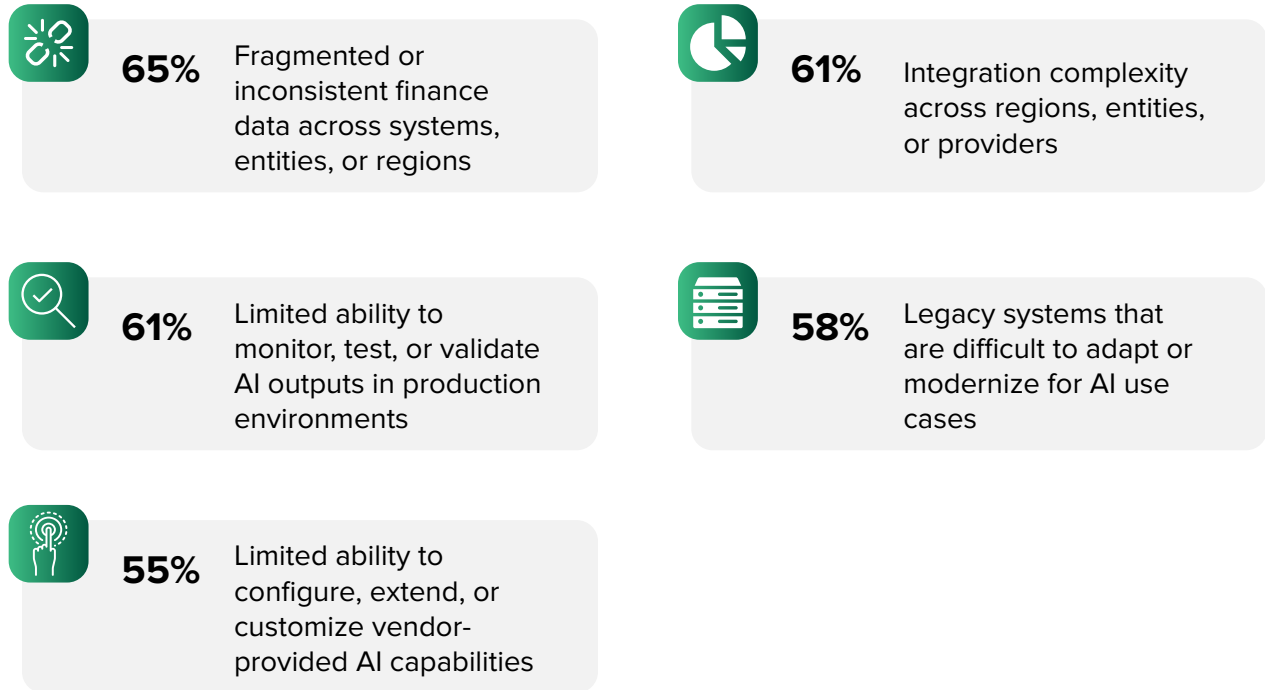 65%
Fragmented or
inconsistent finance
data across systems,
entities, or regions
61%
Integration complexity
across regions, entities,
or providers
61%
Limited ability to
monitor, test, or validate
AI outputs in production
environments
58%
Legacy systems that
are difficult to adapt or
modernize for AI use
cases
55%
Limited ability to
configure, extend, or
customize vendor-
provided AI capabilities